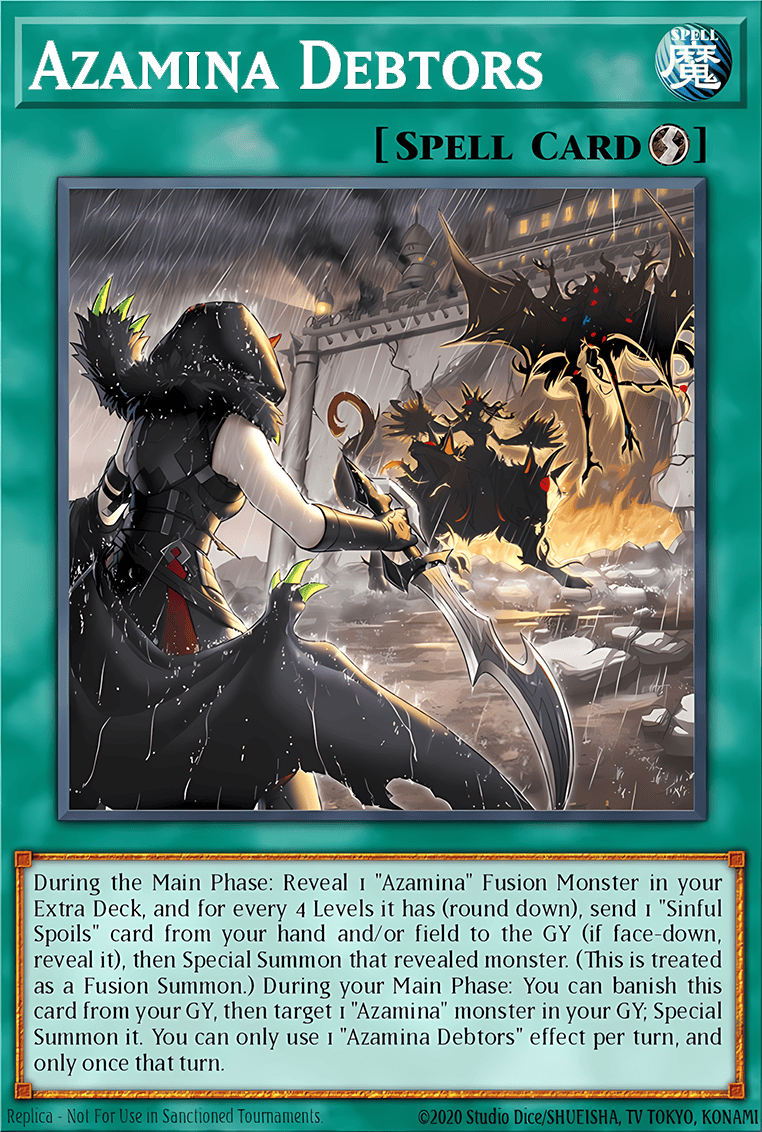 AZAMINA DEBTORS
SPELL
魔
[SPELL CARD]
During the Main Phase: Reveal 1 "Azamina" Fusion Monster in your
Extra Deck, and for every 4 Levels it has (round down), send 1 "Sinful
Spoils" card from your hand and/or field to the GY (if face-down,
reveal it), then Special Summon that revealed monster. (This is treated
as a Fusion Summon.) During your Main Phase: You can banish this
card from your GY, then target 1 "Azamina" monster in your GY; Special
Summon it. You can only use 1 "Azamina Debtors" effect per turn, and
only once that turn.
Replica - Not For Use in Sanctioned Tournaments.
©2020 Studio Dice/SHUEISHA, TV TOKYO, KONAMI